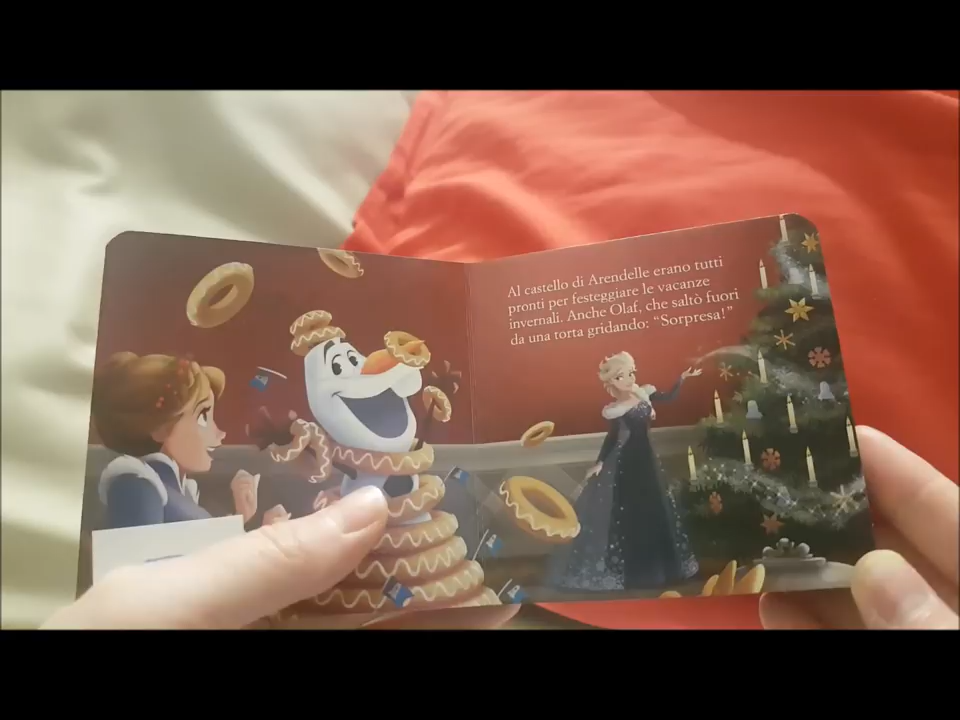 Al castello di Arendelle erano tutti
pronti per festeggiare le vacanze
invernali. Anche Olaf, che saltò fuori
da una torta gridando: “Sorpresa!”